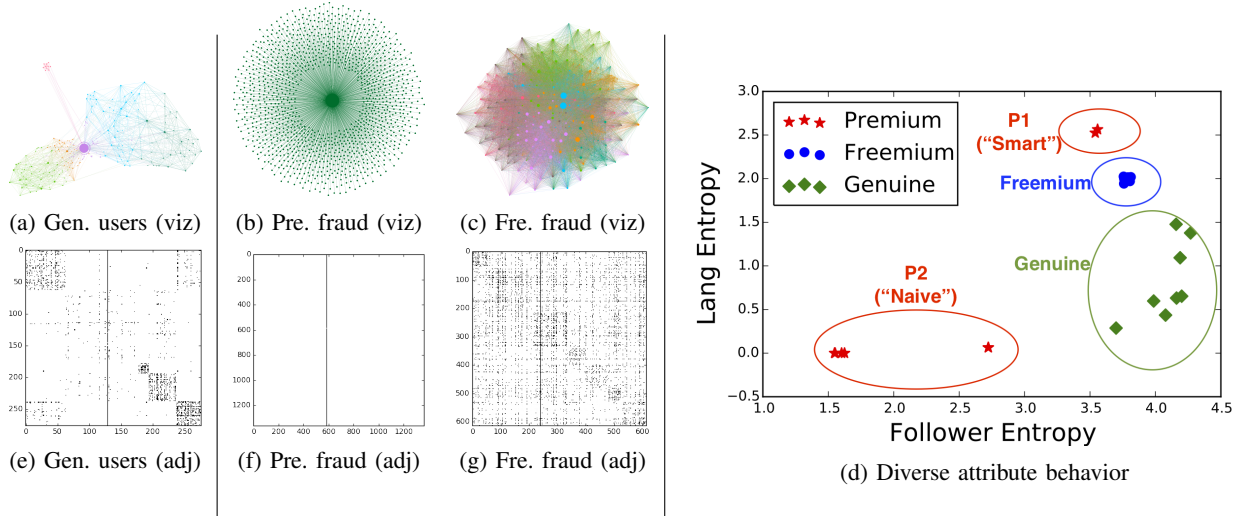 (a) Gen. users (viz)
(b) Pre. fraud (viz)
(c) Fre. fraud (viz)
0
50
100
150
200
250
0 50 100 150 200 250
(e) Gen. users (adj)
0
200
400
600
800
1000
1200
0 200 400 600 800 1000 1200
(f) Pre. fraud (adj)
0
100
200
300
400
500
600
0 100 200 300 400 500 600
(g) Fre. fraud (adj)
Lang Entropy
3.0
2.5
2.0
1.5
1.0
0.5
0.0
−0.5
Premium
Freemium
Genuine
P1
(“Smart”)
Freemium
Genuine
P2
(“Naive”)
1.0 1.5 2.0 2.5 3.0 3.5 4.0 4.5
Follower Entropy
(d) Diverse attribute behavior